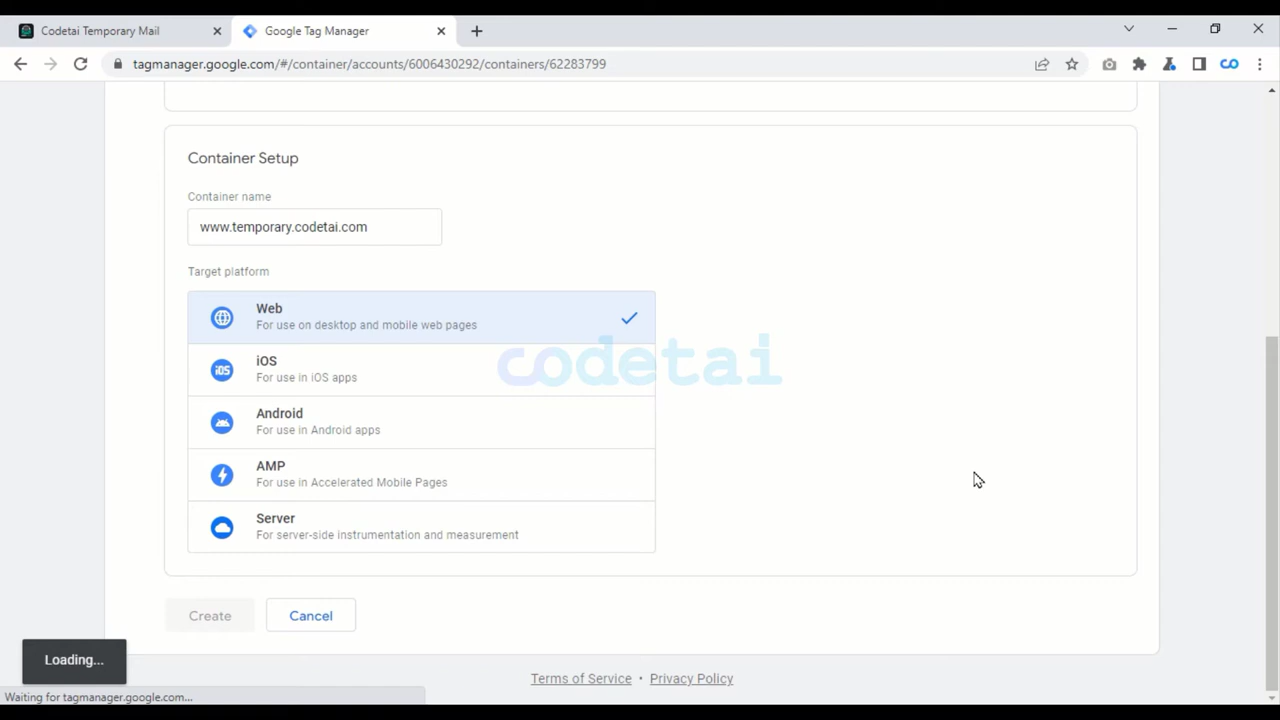 Codetai Temporary Mail
Google Tag Manager
tagmanager.google.com/#/container/accounts/6006430292/containers/62283799
Container Setup
Container name
www.temporary.codetai.com
Target platform
Web
For use on desktop and mobile web pages
iOS
iOS
For use in iOS apps
codetai
Android
For use in Android apps
AMP
For use in Accelerated Mobile Pages
Server
For server-side instrumentation and measurement
Create
Cancel
Loading...
Terms of Service • Privacy Policy
Waiting for tagmanager.google.com...